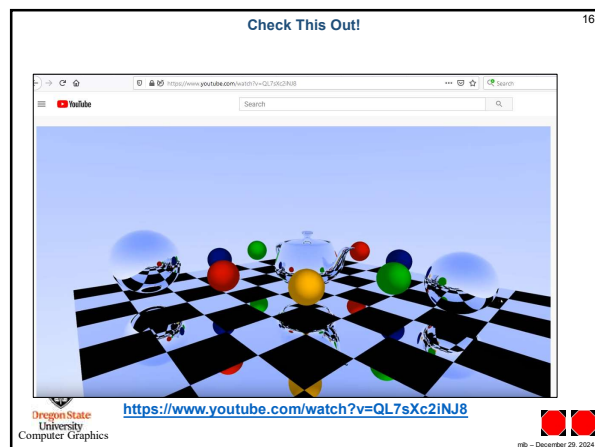 Check This Out!
16
https://www.youtube.com/watch?v=QL7sXc2iNJ8
Search
YouTube
Search
Oregon State
University
Computer Graphics
https://www.youtube.com/watch?v=QL7sXc2iNJ8
mjb – December 29, 2024